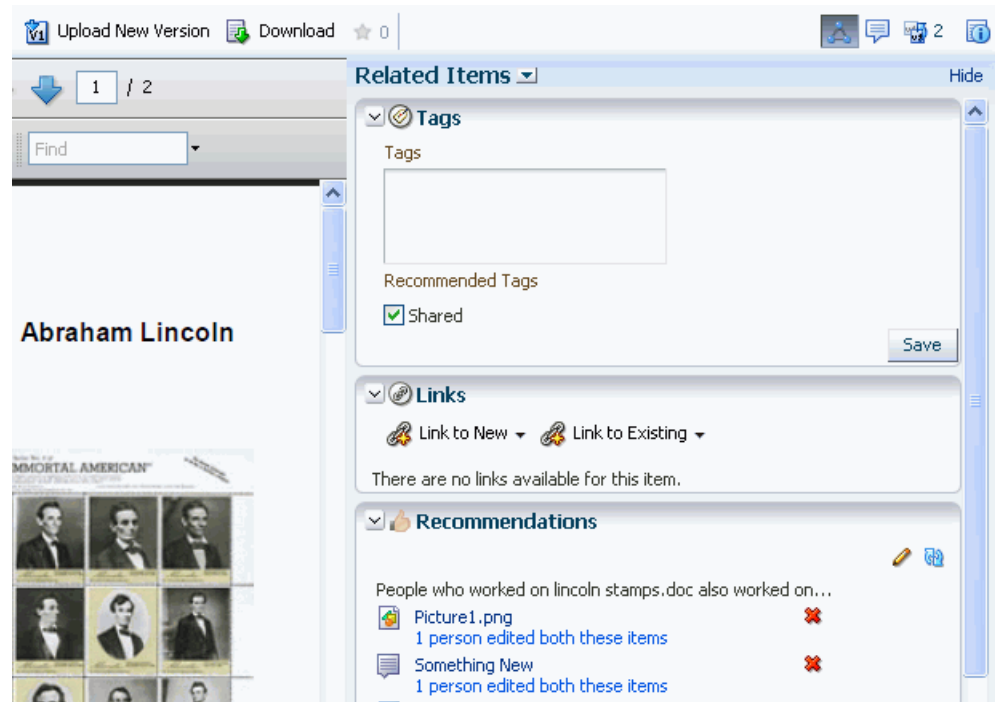 Upload New Version Download 0 2
Related Items Hide
1 / 2
Tags
Find
Tags
Recommended Tags
Shared
Abraham Lincoln
Save
Links
Link to New Link to Existing
IMMORTAL AMERICAN"
There are no links available for this item.
Recommendations
People who worked on lincoln stamps.doc also worked on...
Picture1.png
1 person edited both these items
Something New
1 person edited both these items